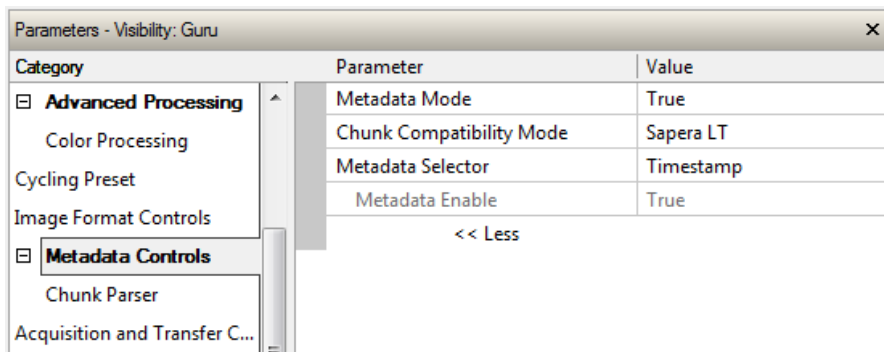 Parameters - Visibility: Guru
Category
Advanced Processing
Color Processing
Cycling Preset
Image Format Controls
Metadata Controls
Chunk Parser
Acquisition and Transfer C...
Parameter Value
Metadata Mode True
Chunk Compatibility Mode Sapera LT
Metadata Selector Timestamp
Metadata Enable True
<< Less